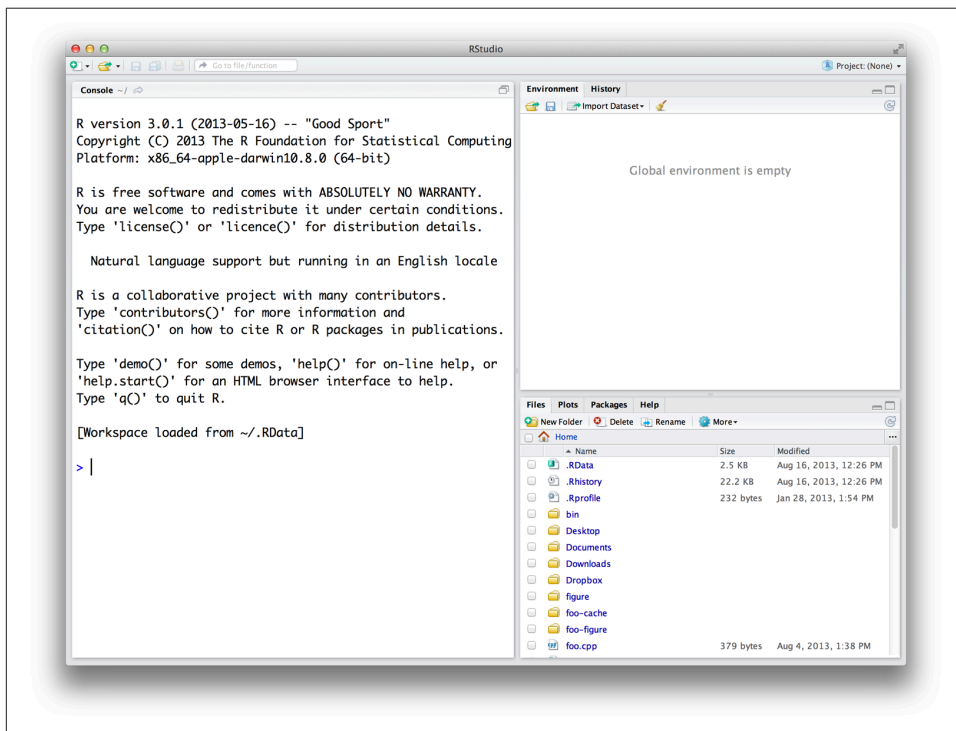 RStudio
Go to file/function
Project: (None)
Console ~/
R version 3.0.1 (2013-05-16) -- "Good Sport"
Copyright (C) 2013 The R Foundation for Statistical Computing
Platform: x86_64-apple-darwin10.8.0 (64-bit)
R is free software and comes with ABSOLUTELY NO WARRANTY.
You are welcome to redistribute it under certain conditions.
Type 'license()' or 'licence()' for distribution details.
Natural language support but running in an English locale
R is a collaborative project with many contributors.
Type 'contributors()' for more information and
'citation()' on how to cite R or R packages in publications.
Type 'demo()' for some demos, 'help()' for on-line help, or
'help.start()' for an HTML browser interface to help.
Type 'q()' to quit R.
[Workspace loaded from ~/.RData]
>
Environment History
Import Dataset
Global environment is empty
Files Plots Packages Help
New Folder Delete Rename More
Home ...
Name Size Modified
.RData 2.5 KB Aug 16, 2013, 12:26 PM
.Rhistory 22.2 KB Aug 16, 2013, 12:26 PM
.Rprofile 232 bytes Jan 28, 2013, 1:54 PM
bin
Desktop
Documents
Downloads
Dropbox
figure
foo-cache
foo-figure
foo.cpp 379 bytes Aug 4, 2013, 1:38 PM